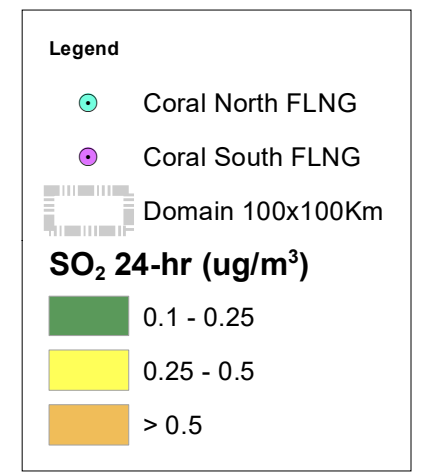 Legend
Coral North FLNG
Coral South FLNG
Domain 100x100Km
SO₂ 24-hr (ug/m³)
0.1 - 0.25
0.25 - 0.5
> 0.5